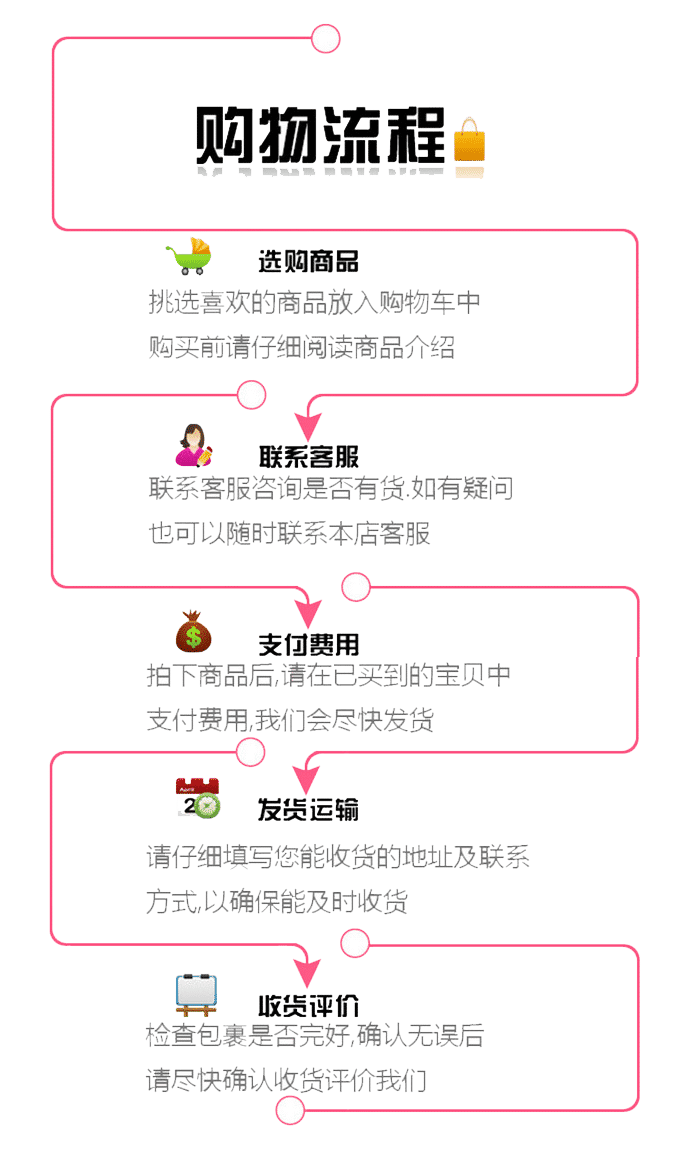 购物流程
选购商品
挑选喜欢的商品放入购物车中
购买前请仔细阅读商品介绍
联系客服
联系客服咨询是否有货.如有疑问
也可以随时联系本店客服
$
支付费用
拍下商品后,请在已买到的宝贝中
支付费用,我们会尽快发货
2
发货运输
请仔细填写您能收货的地址及联系
方式,以确保能及时收货
收货评价
检查包裹是否完好,确认无误后
请尽快确认收货评价我们